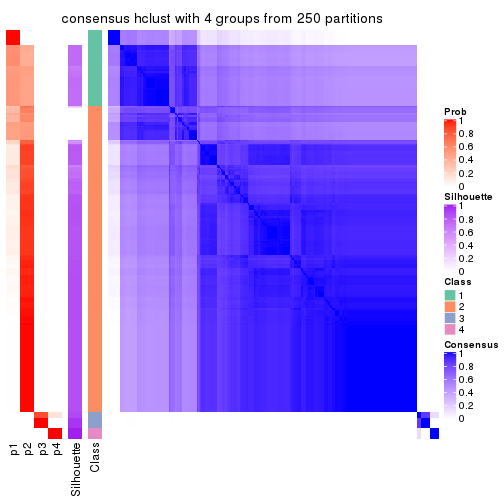 consensus hclust with 4 groups from 250 partitions
Prob
1
0.8
0.6
0.4
0.2
0
Silhouette
1
0.8
0.6
0.4
0.2
0
Class
1
2
3
4
Consensus
1
0.8
0.6
0.4
0.2
0
p1
p2
p3
p4
Silhouette
Class